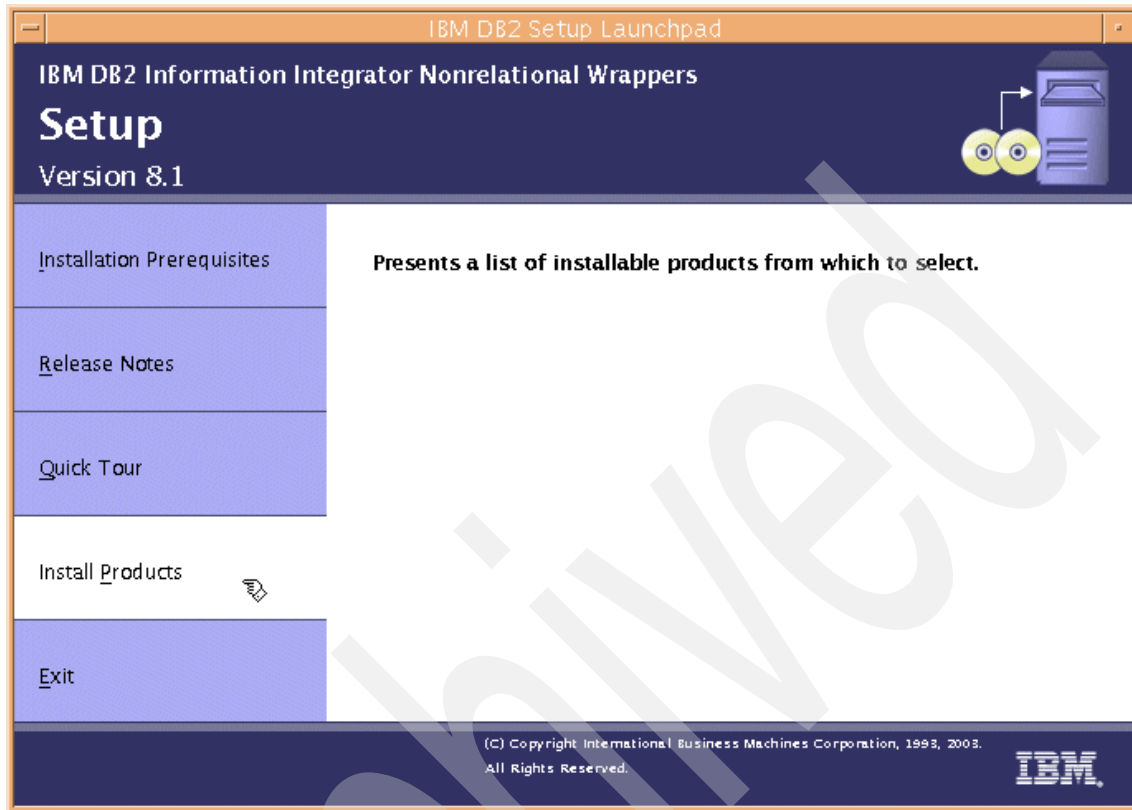 IBM DB2 Setup Launchpad
IBM DB2 Information Integrator Nonrelational Wrappers
Setup
Version 8.1
Installation Prerequisites
Presents a list of installable products from which to select.
Release Notes
Quick Tour
Install Products
Exit
(C) Copyright International Business Machines Corporation, 1993, 2003.
All Rights Reserved.
IBM.
hived